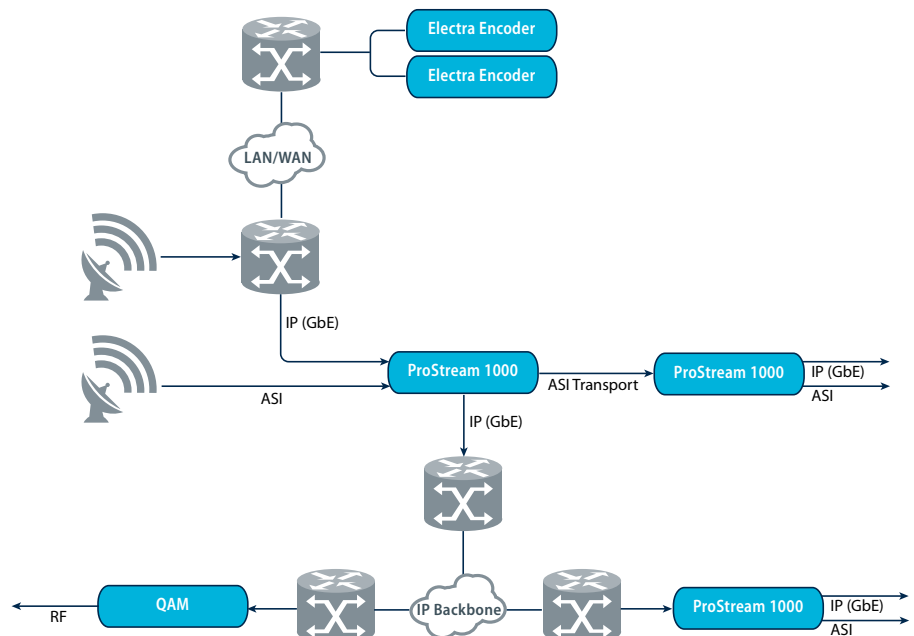 Electra Encoder
Electra Encoder
LAN/WAN
IP (GbE)
ProStream 1000
ASI Transport
ProStream 1000
IP (GbE)
ASI
ASI
IP (GbE)
RF
QAM
IP Backbone
ProStream 1000
IP (GbE)
ASI